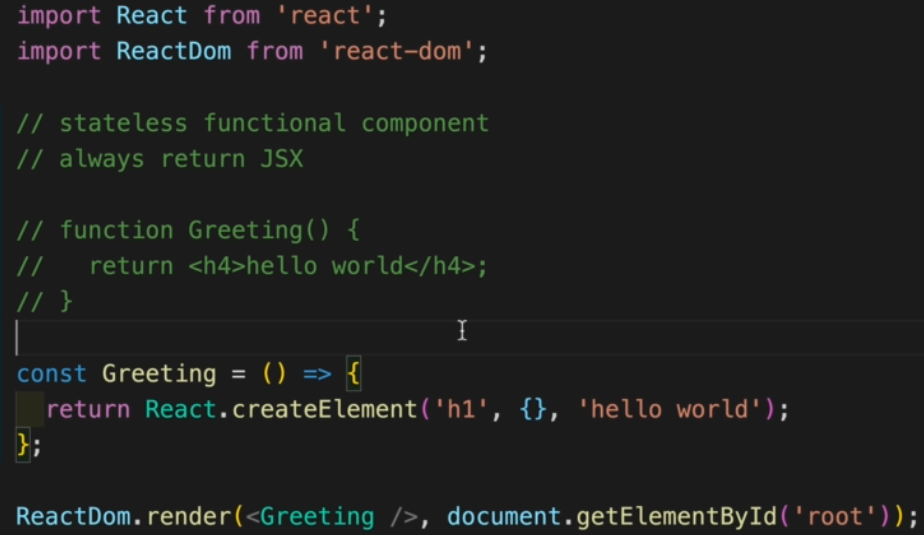 import React from 'react';
import ReactDom from 'react-dom';
// stateless functional component
// always return JSX
// function Greeting() {
//   return <h4>hello world</h4>;
// }
const Greeting = () => {
  return React.createElement('h1', {}, 'hello world');
};
ReactDom.render(<Greeting />, document.getElementById('root'));